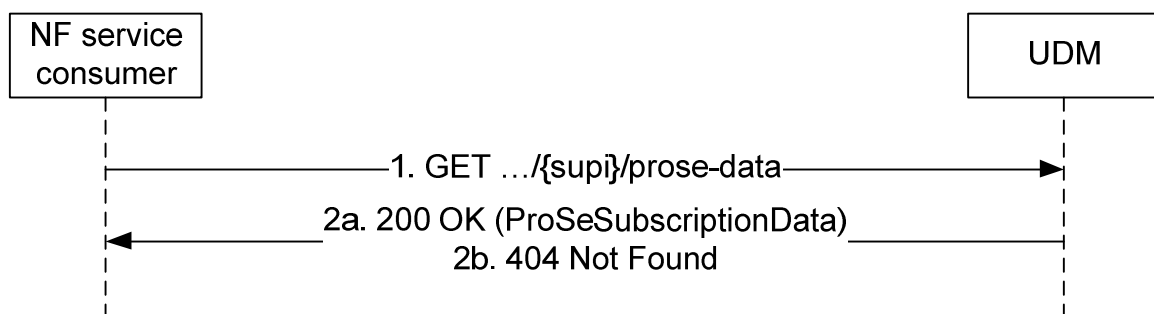 NF service
consumer
UDM
1. GET …/{supi}/prose-data
2a. 200 OK (ProSeSubscriptionData)
2b. 404 Not Found